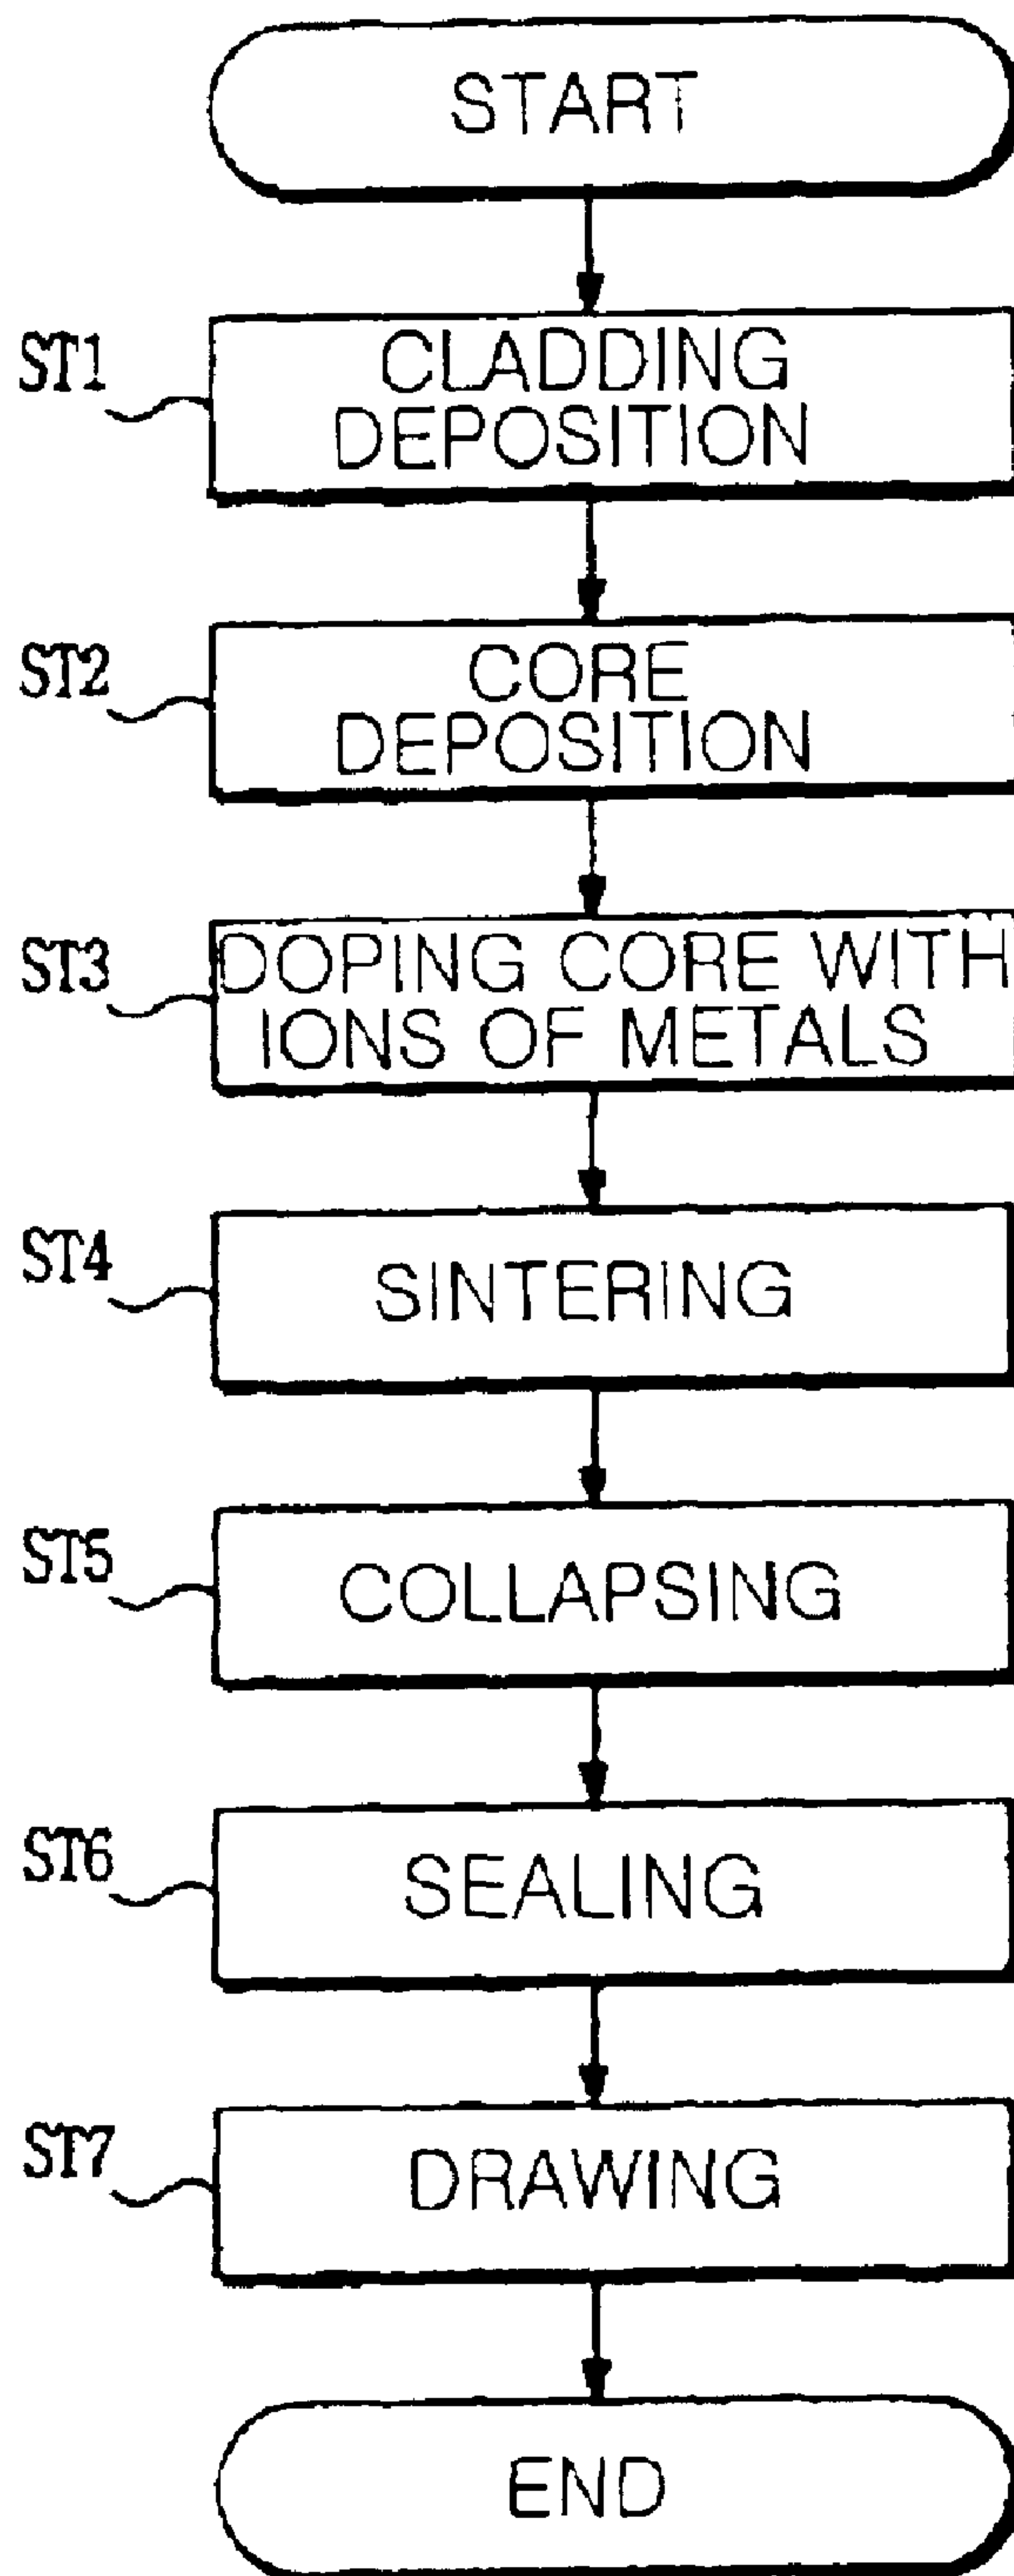 START
ST1
CLADDING
DEPOSITION
ST2
CORE
DEPOSITION
ST3
DOPING CORE WITH
IONS OF METALS
ST4
SINTERING
ST5
COLLAPSING
ST6
SEALING
ST7
DRAWING
END